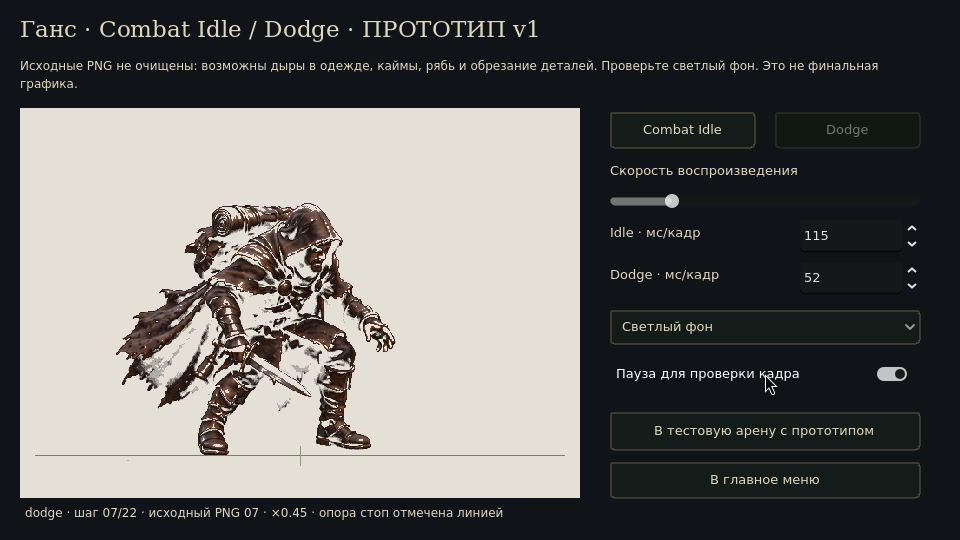 Ганс · Combat Idle / Dodge · ПРОТОТИП v1
Исходные PNG не очищены: возможны дыры в одежде, каймы, рябь и обрезание деталей. Проверьте светлый фон. Это не финальная
графика.
Combat Idle
Dodge
Скорость воспроизведения
Idle · мс/кадр
115
Dodge · мс/кадр
52
Светлый фон
Пауза для проверки кадра
В тестовую арену с прототипом
В главное меню
dodge · шаг 07/22 · исходный PNG 07 · ×0.45 · опора стоп отмечена линией